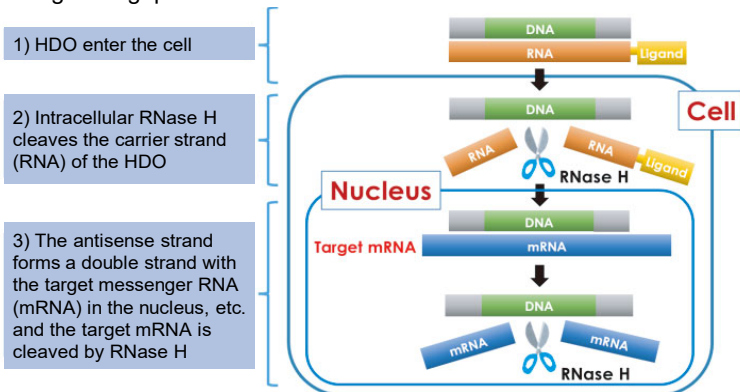 1) HDO enter the cell
2) Intracellular RNase H
cleaves the carrier strand
(RNA) of the HDO
3) The antisense strand
forms a double strand with
the target messenger RNA
(mRNA) in the nucleus, etc.
and the target mRNA is
cleaved by RNase H
DNA
RNA
Ligand
Cell
DNA
RNA
RNA
Ligand
RNase H
Nucleus
DNA
Target mRNA
mRNA
DNA
mRNA
mRNA
RNase H